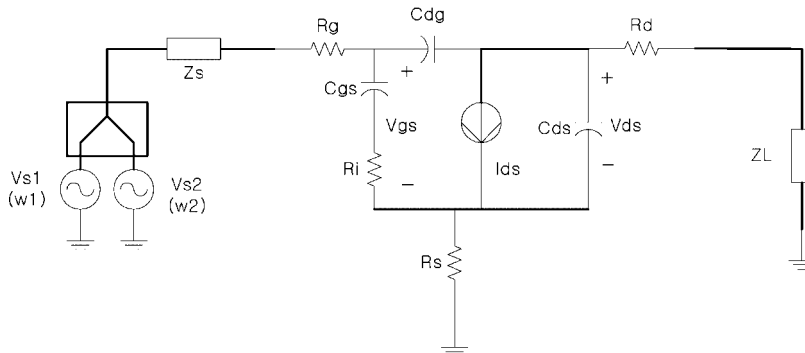 Cdg
Rg
Rd
Zs
+
+
Cgs
Vgs
Cds
Vds
ZL
Vs1
(w1)
Vs2
(w2)
Ri
–
Ids
–
Rs